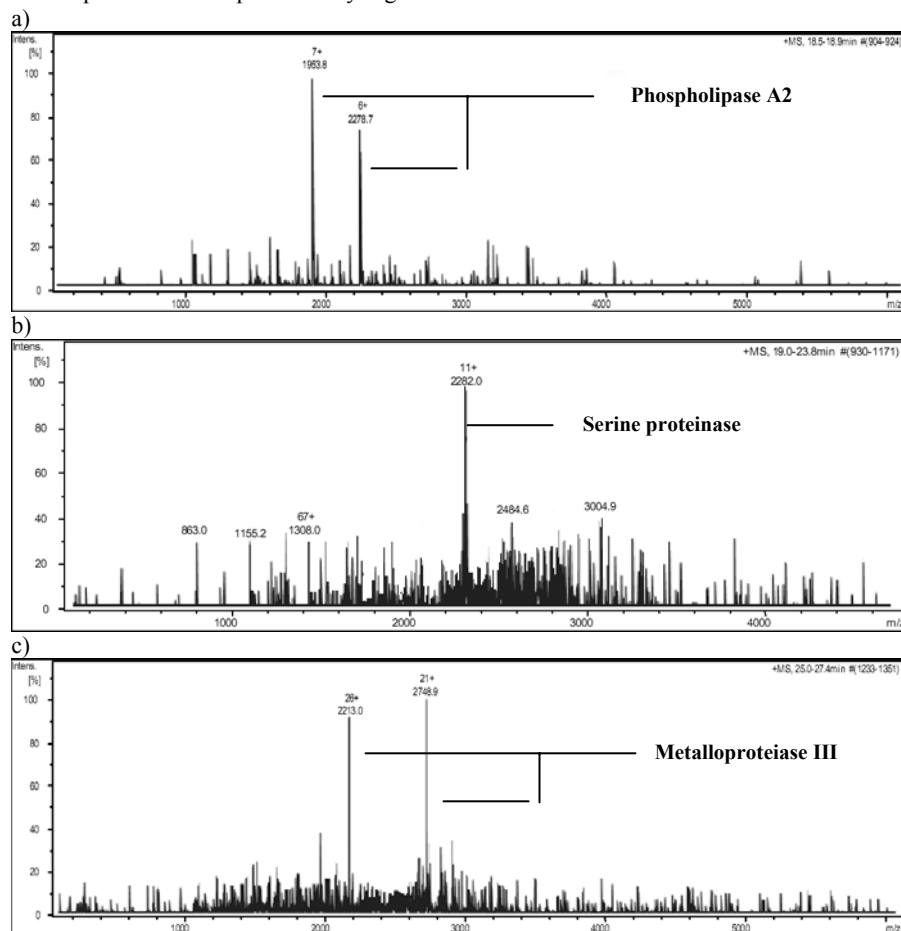 a)
Intens.
[%]
+MS, 18.5-18.9min #(904-924)
7+
1953.8
6+
2278.7
Phospholipase A2
100
80
60
40
20
0
1000 2000 3000 4000 5000 m/z
b)
Intens.
[%]
+MS, 19.0-23.8min #(930-1171)
11+
2282.0
Serine proteinase
863.0
1155.2
67+
1308.0
2484.6
3004.9
100
80
60
40
20
0
1000 2000 3000 4000 m/z
c)
Intens.
[%]
+MS, 25.0-27.4min #(1233-1351)
26+
2213.0
21+
2748.9
Metalloproteiase III
100
80
60
40
20
0
1000 2000 3000 4000 5000 m/z